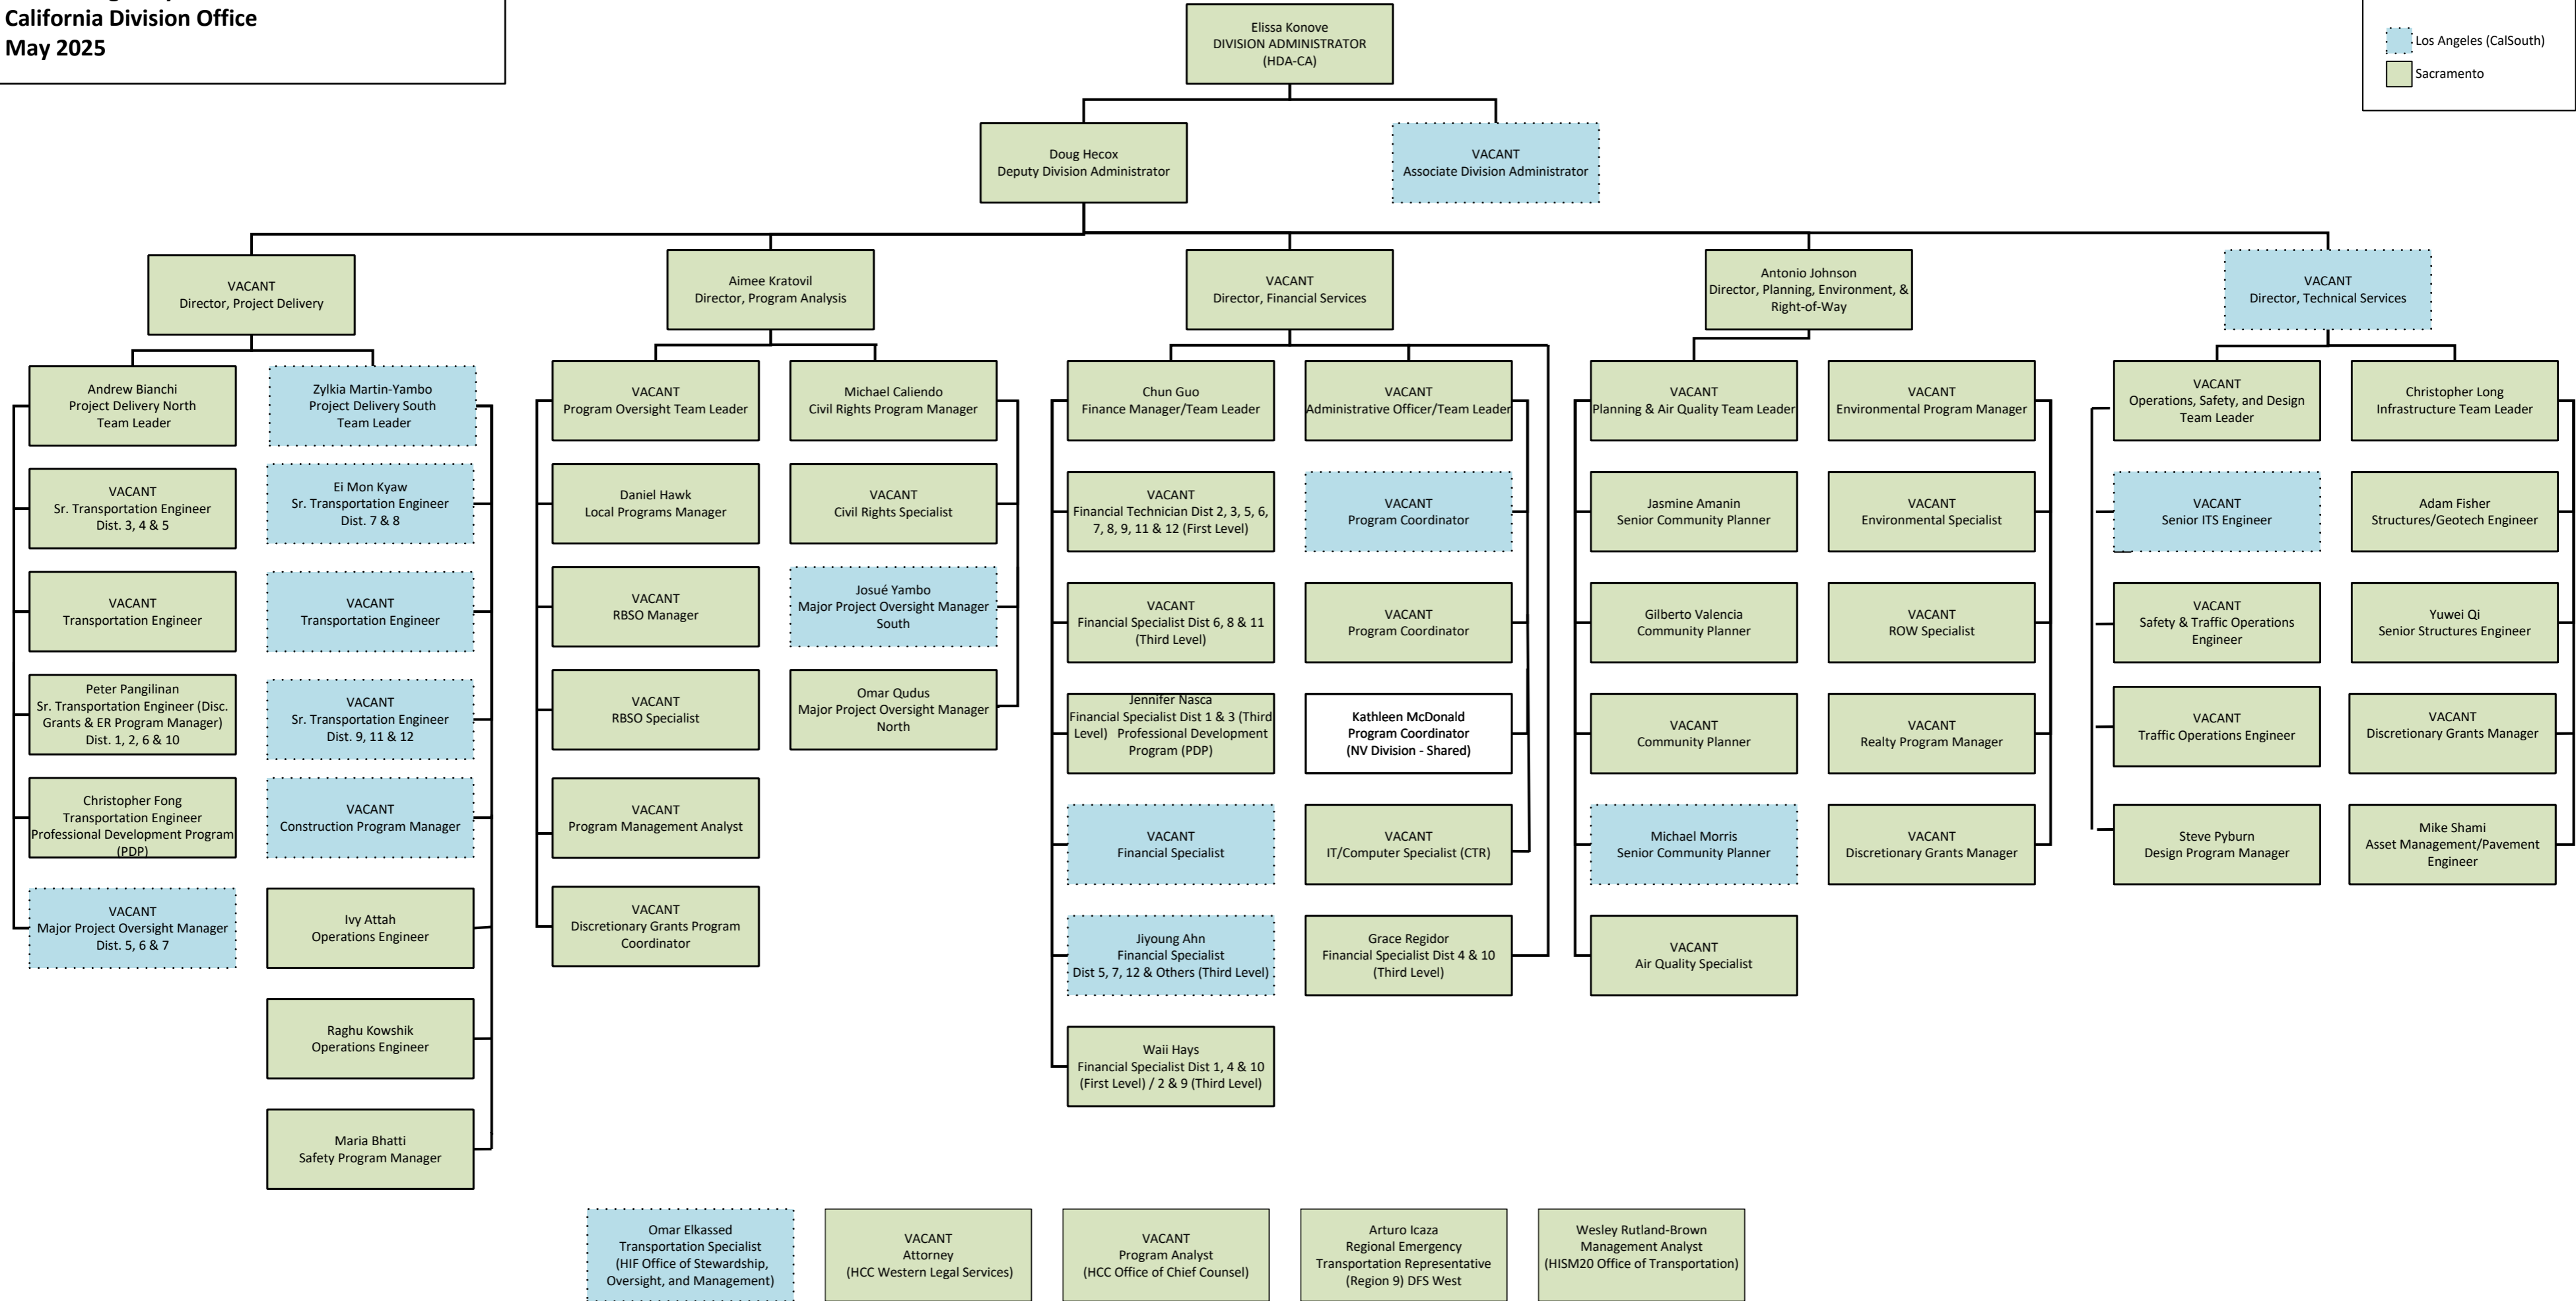 California Division Office
May 2025
Los Angeles (CalSouth)
Sacramento
Elissa Konove
DIVISION ADMINISTRATOR
(HDA-CA)
Doug Hecox
Deputy Division Administrator
VACANT
Associate Division Administrator
VACANT
Director, Project Delivery
Aimee Kratovil
Director, Program Analysis
VACANT
Director, Financial Services
Antonio Johnson
Director, Planning, Environment, &
Right-of-Way
VACANT
Director, Technical Services
Andrew Bianchi
Project Delivery North
Team Leader
VACANT
Sr. Transportation Engineer
Dist. 3, 4 & 5
VACANT
Transportation Engineer
Peter Pangilinan
Sr. Transportation Engineer (Disc.
Grants & ER Program Manager)
Dist. 1, 2, 6 & 10
Christopher Fong
Transportation Engineer
Professional Development Program
(PDP)
VACANT
Major Project Oversight Manager
Dist. 5, 6 & 7
Zylkia Martin-Yambo
Project Delivery South
Team Leader
Ei Mon Kyaw
Sr. Transportation Engineer
Dist. 7 & 8
VACANT
Transportation Engineer
VACANT
Sr. Transportation Engineer
Dist. 9, 11 & 12
VACANT
Construction Program Manager
Ivy Attah
Operations Engineer
Raghu Kowshik
Operations Engineer
Maria Bhatti
Safety Program Manager
VACANT
Program Oversight Team Leader
Daniel Hawk
Local Programs Manager
VACANT
RBSO Manager
VACANT
RBSO Specialist
VACANT
Program Management Analyst
VACANT
Discretionary Grants Program
Coordinator
Michael Caliendo
Civil Rights Program Manager
VACANT
Civil Rights Specialist
Josué Yambo
Major Project Oversight Manager
South
Omar Qudus
Major Project Oversight Manager
North
Chun Guo
Finance Manager/Team Leader
VACANT
Financial Technician Dist 2, 3, 5, 6,
7, 8, 9, 11 & 12 (First Level)
VACANT
Financial Specialist Dist 6, 8 & 11
(Third Level)
Jennifer Nasca
Financial Specialist Dist 1 & 3 (Third
Level) Professional Development
Program (PDP)
VACANT
Financial Specialist
Jiyoung Ahn
Financial Specialist
Dist 5, 7, 12 & Others (Third Level)
Waii Hays
Financial Specialist Dist 1, 4 & 10
(First Level) / 2 & 9 (Third Level)
VACANT
Administrative Officer/Team Leader
VACANT
Program Coordinator
VACANT
Program Coordinator
Kathleen McDonald
Program Coordinator
(NV Division - Shared)
VACANT
IT/Computer Specialist (CTR)
Grace Regidor
Financial Specialist Dist 4 & 10
(Third Level)
VACANT
Planning & Air Quality Team Leader
Jasmine Amanin
Senior Community Planner
Gilberto Valencia
Community Planner
VACANT
Community Planner
Michael Morris
Senior Community Planner
VACANT
Air Quality Specialist
VACANT
Environmental Program Manager
VACANT
Environmental Specialist
VACANT
ROW Specialist
VACANT
Realty Program Manager
VACANT
Discretionary Grants Manager
VACANT
Operations, Safety, and Design
Team Leader
VACANT
Senior ITS Engineer
VACANT
Safety & Traffic Operations
Engineer
VACANT
Traffic Operations Engineer
Steve Pyburn
Design Program Manager
Christopher Long
Infrastructure Team Leader
Adam Fisher
Structures/Geotech Engineer
Yuwei Qi
Senior Structures Engineer
VACANT
Discretionary Grants Manager
Mike Shami
Asset Management/Pavement
Engineer
Omar Elkassed
Transportation Specialist
(HIF Office of Stewardship,
Oversight, and Management)
VACANT
Attorney
(HCC Western Legal Services)
VACANT
Program Analyst
(HCC Office of Chief Counsel)
Arturo Icaza
Regional Emergency
Transportation Representative
(Region 9) DFS West
Wesley Rutland-Brown
Management Analyst
(HISM20 Office of Transportation)